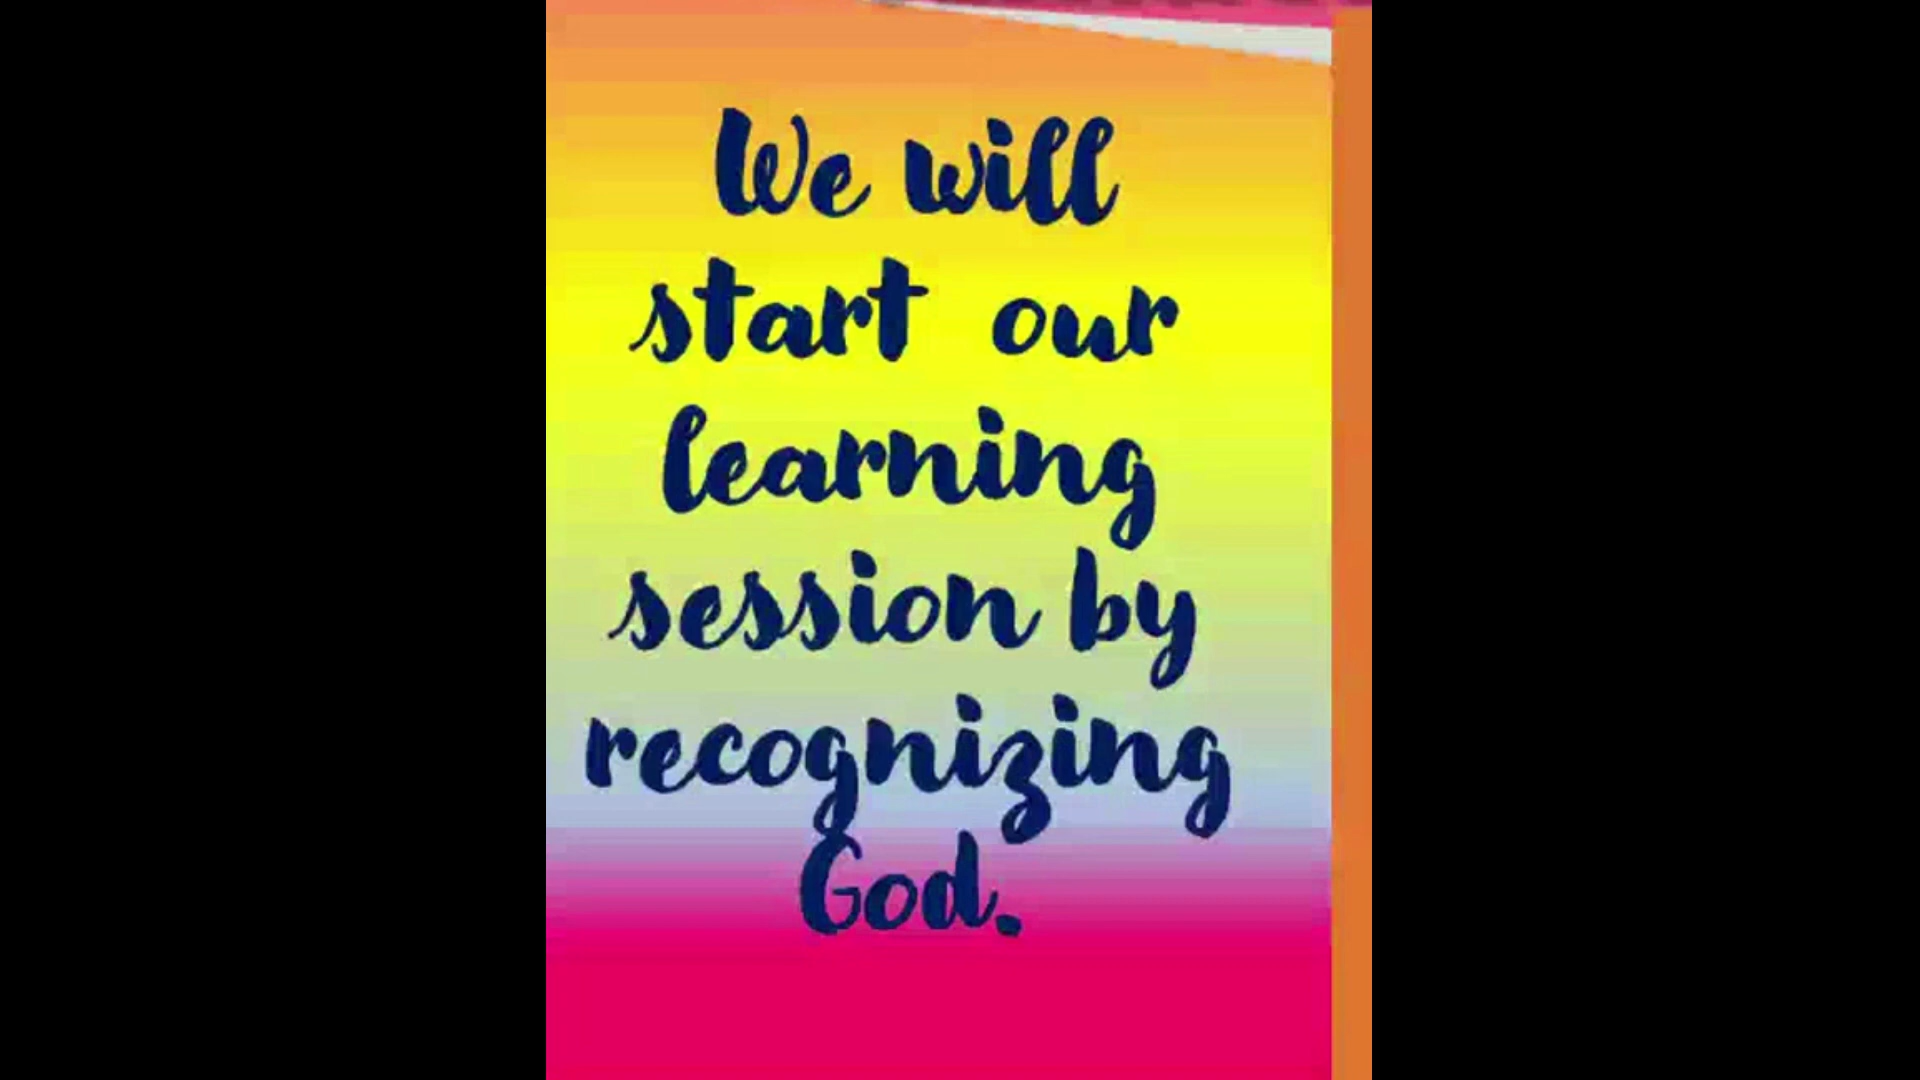 We will
start our
learning
session by
recognizing
God.